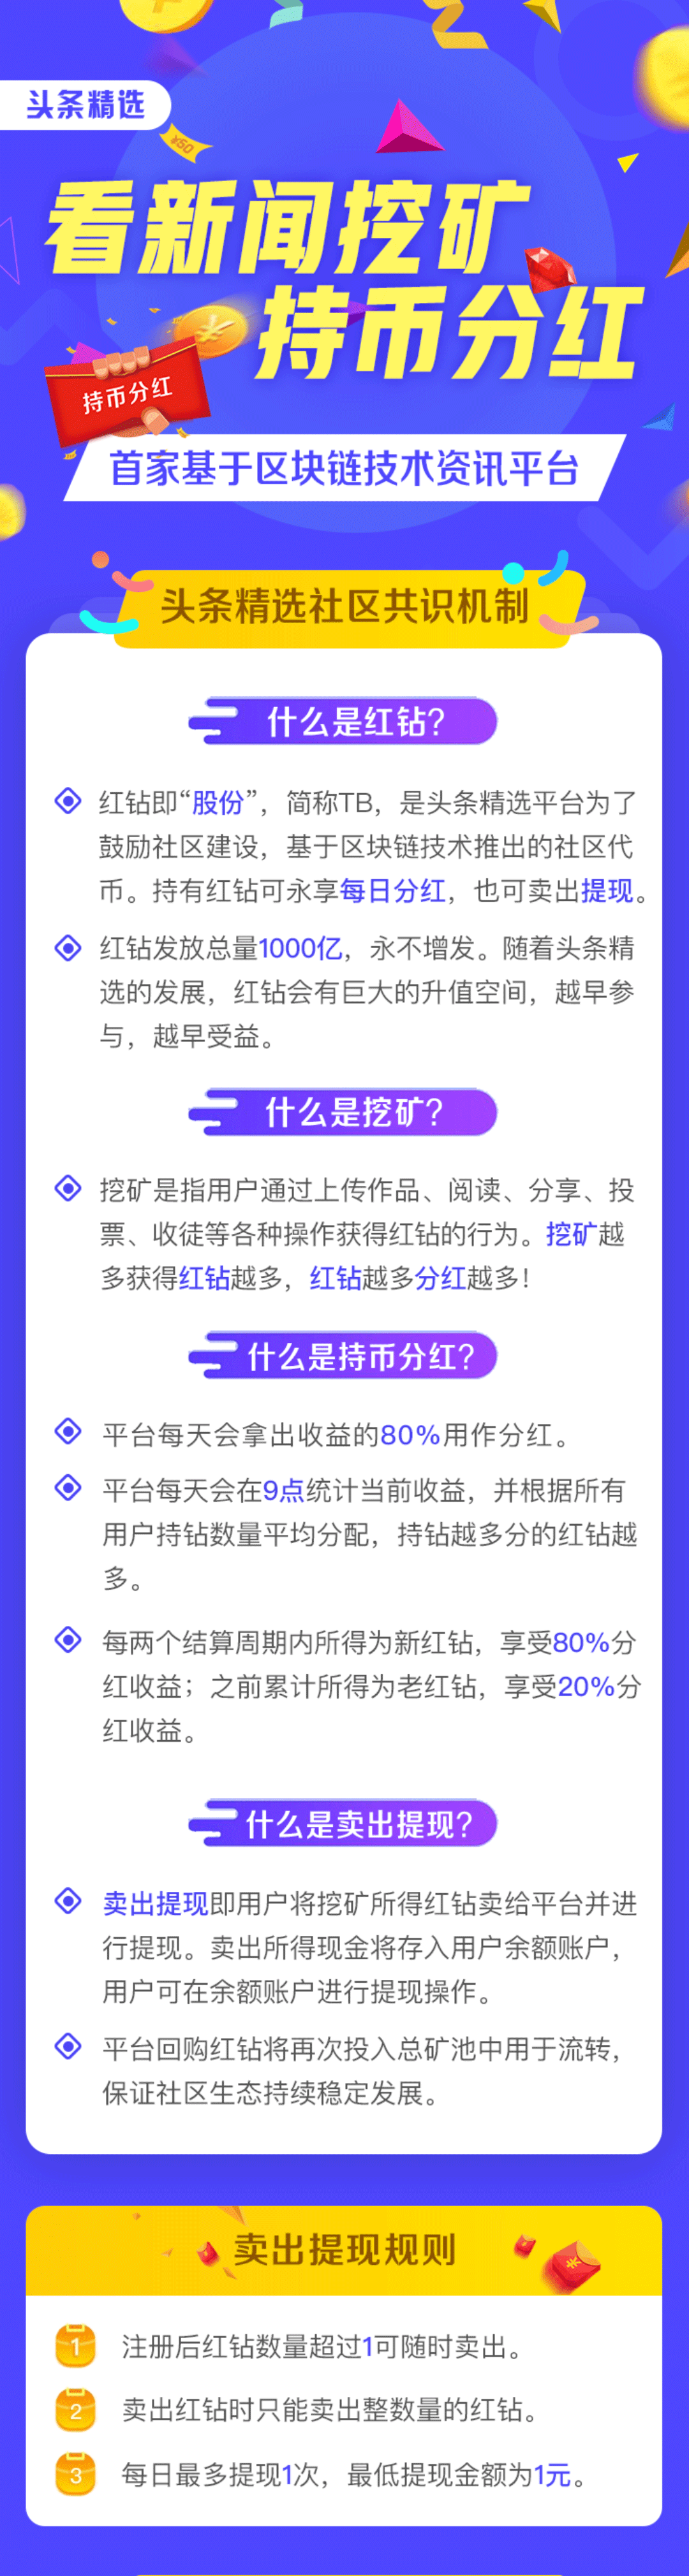 头条精选
OSR
看新闻挖矿
持币分红
持币分红
首家基于区块链技术资讯平台
头条精选社区共识机制
什么是红钻?
红钻即“股份”，简称TB，是头条精选平台为了
鼓励社区建设，基于区块链技术推出的社区代
币。持有红钻可永享每日分红，也可卖出提现。
红钻发放总量1000亿，永不增发。随着头条精
选的发展，红钻会有巨大的升值空间，越早参
与，越早受益。
什么是挖矿?
挖矿是指用户通过上传作品、阅读、分享、投
票、收徒等各种操作获得红钻的行为。挖矿越
多获得红钻越多，红钻越多分红越多！
什么是持币分红?
平台每天会拿出收益的80%用作分红。
平台每天会在9点统计当前收益，并根据所有
用户持钻数量平均分配，持钻越多分的红钻越
多。
每两个结算周期内所得为新红钻，享受80%分
红收益；之前累计所得为老红钻，享受20%分
红收益。
什么是卖出提现?
卖出提现即用户将挖矿所得红钻卖给平台并进
行提现。卖出所得现金将存入用户余额账户，
用户可在余额账户进行提现操作。
平台回购红钻将再次投入总矿池中用于流转，
保证社区生态持续稳定发展。
卖出提现规则
1 注册后红钻数量超过1可随时卖出。
2 卖出红钻时只能卖出整数量的红钻。
3 每日最多提现1次，最低提现金额为1元。